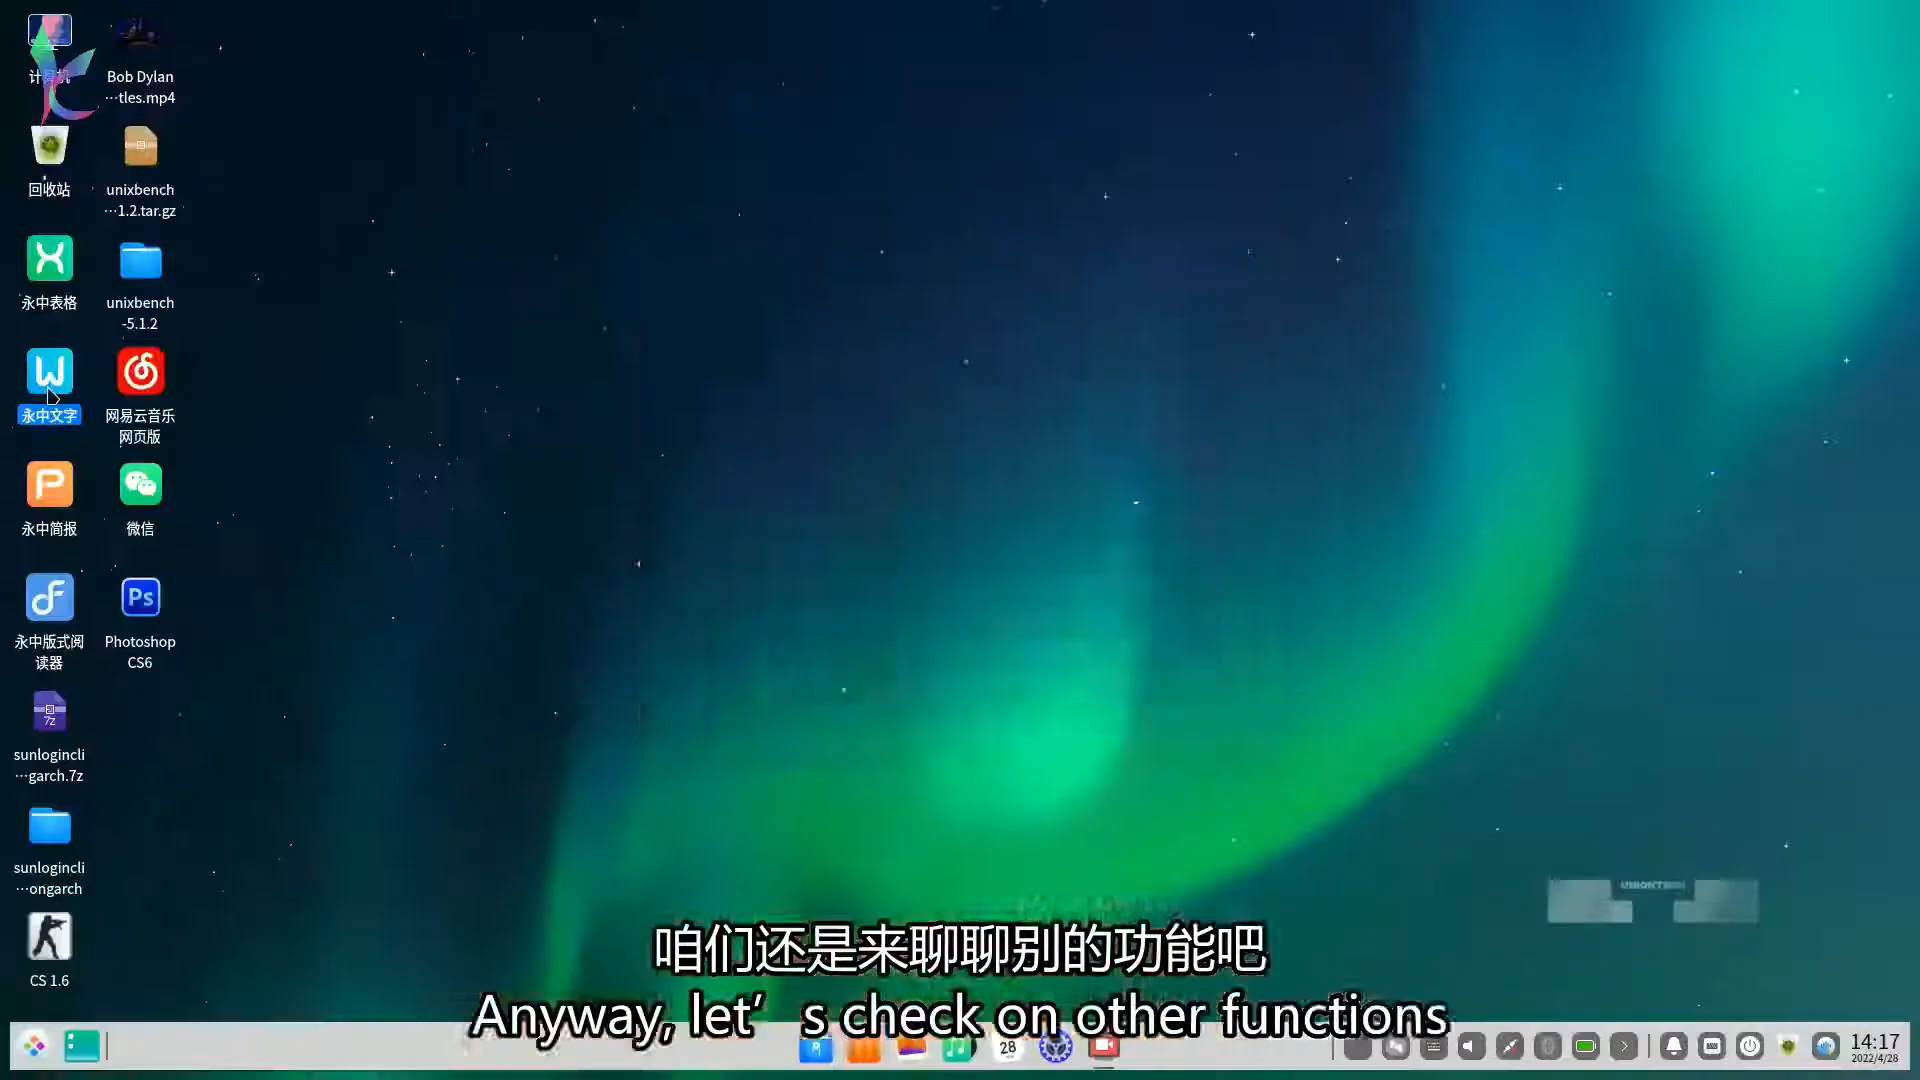 计算机
Bob Dylan
…tles.mp4
回收站
unixbench
…1.2.tar.gz
永中表格
unixbench
-5.1.2
永中文字
网易云音乐
网页版
永中简报
微信
永中版式阅
读器
Ps
Photoshop
CS6
7z
sunlogincli
…garch.7z
sunlogincli
…ongarch
CS 1.6
咱们还是来聊聊别的功能吧
Anyway, let’s check on other functions
28
14:17
2022/4/28